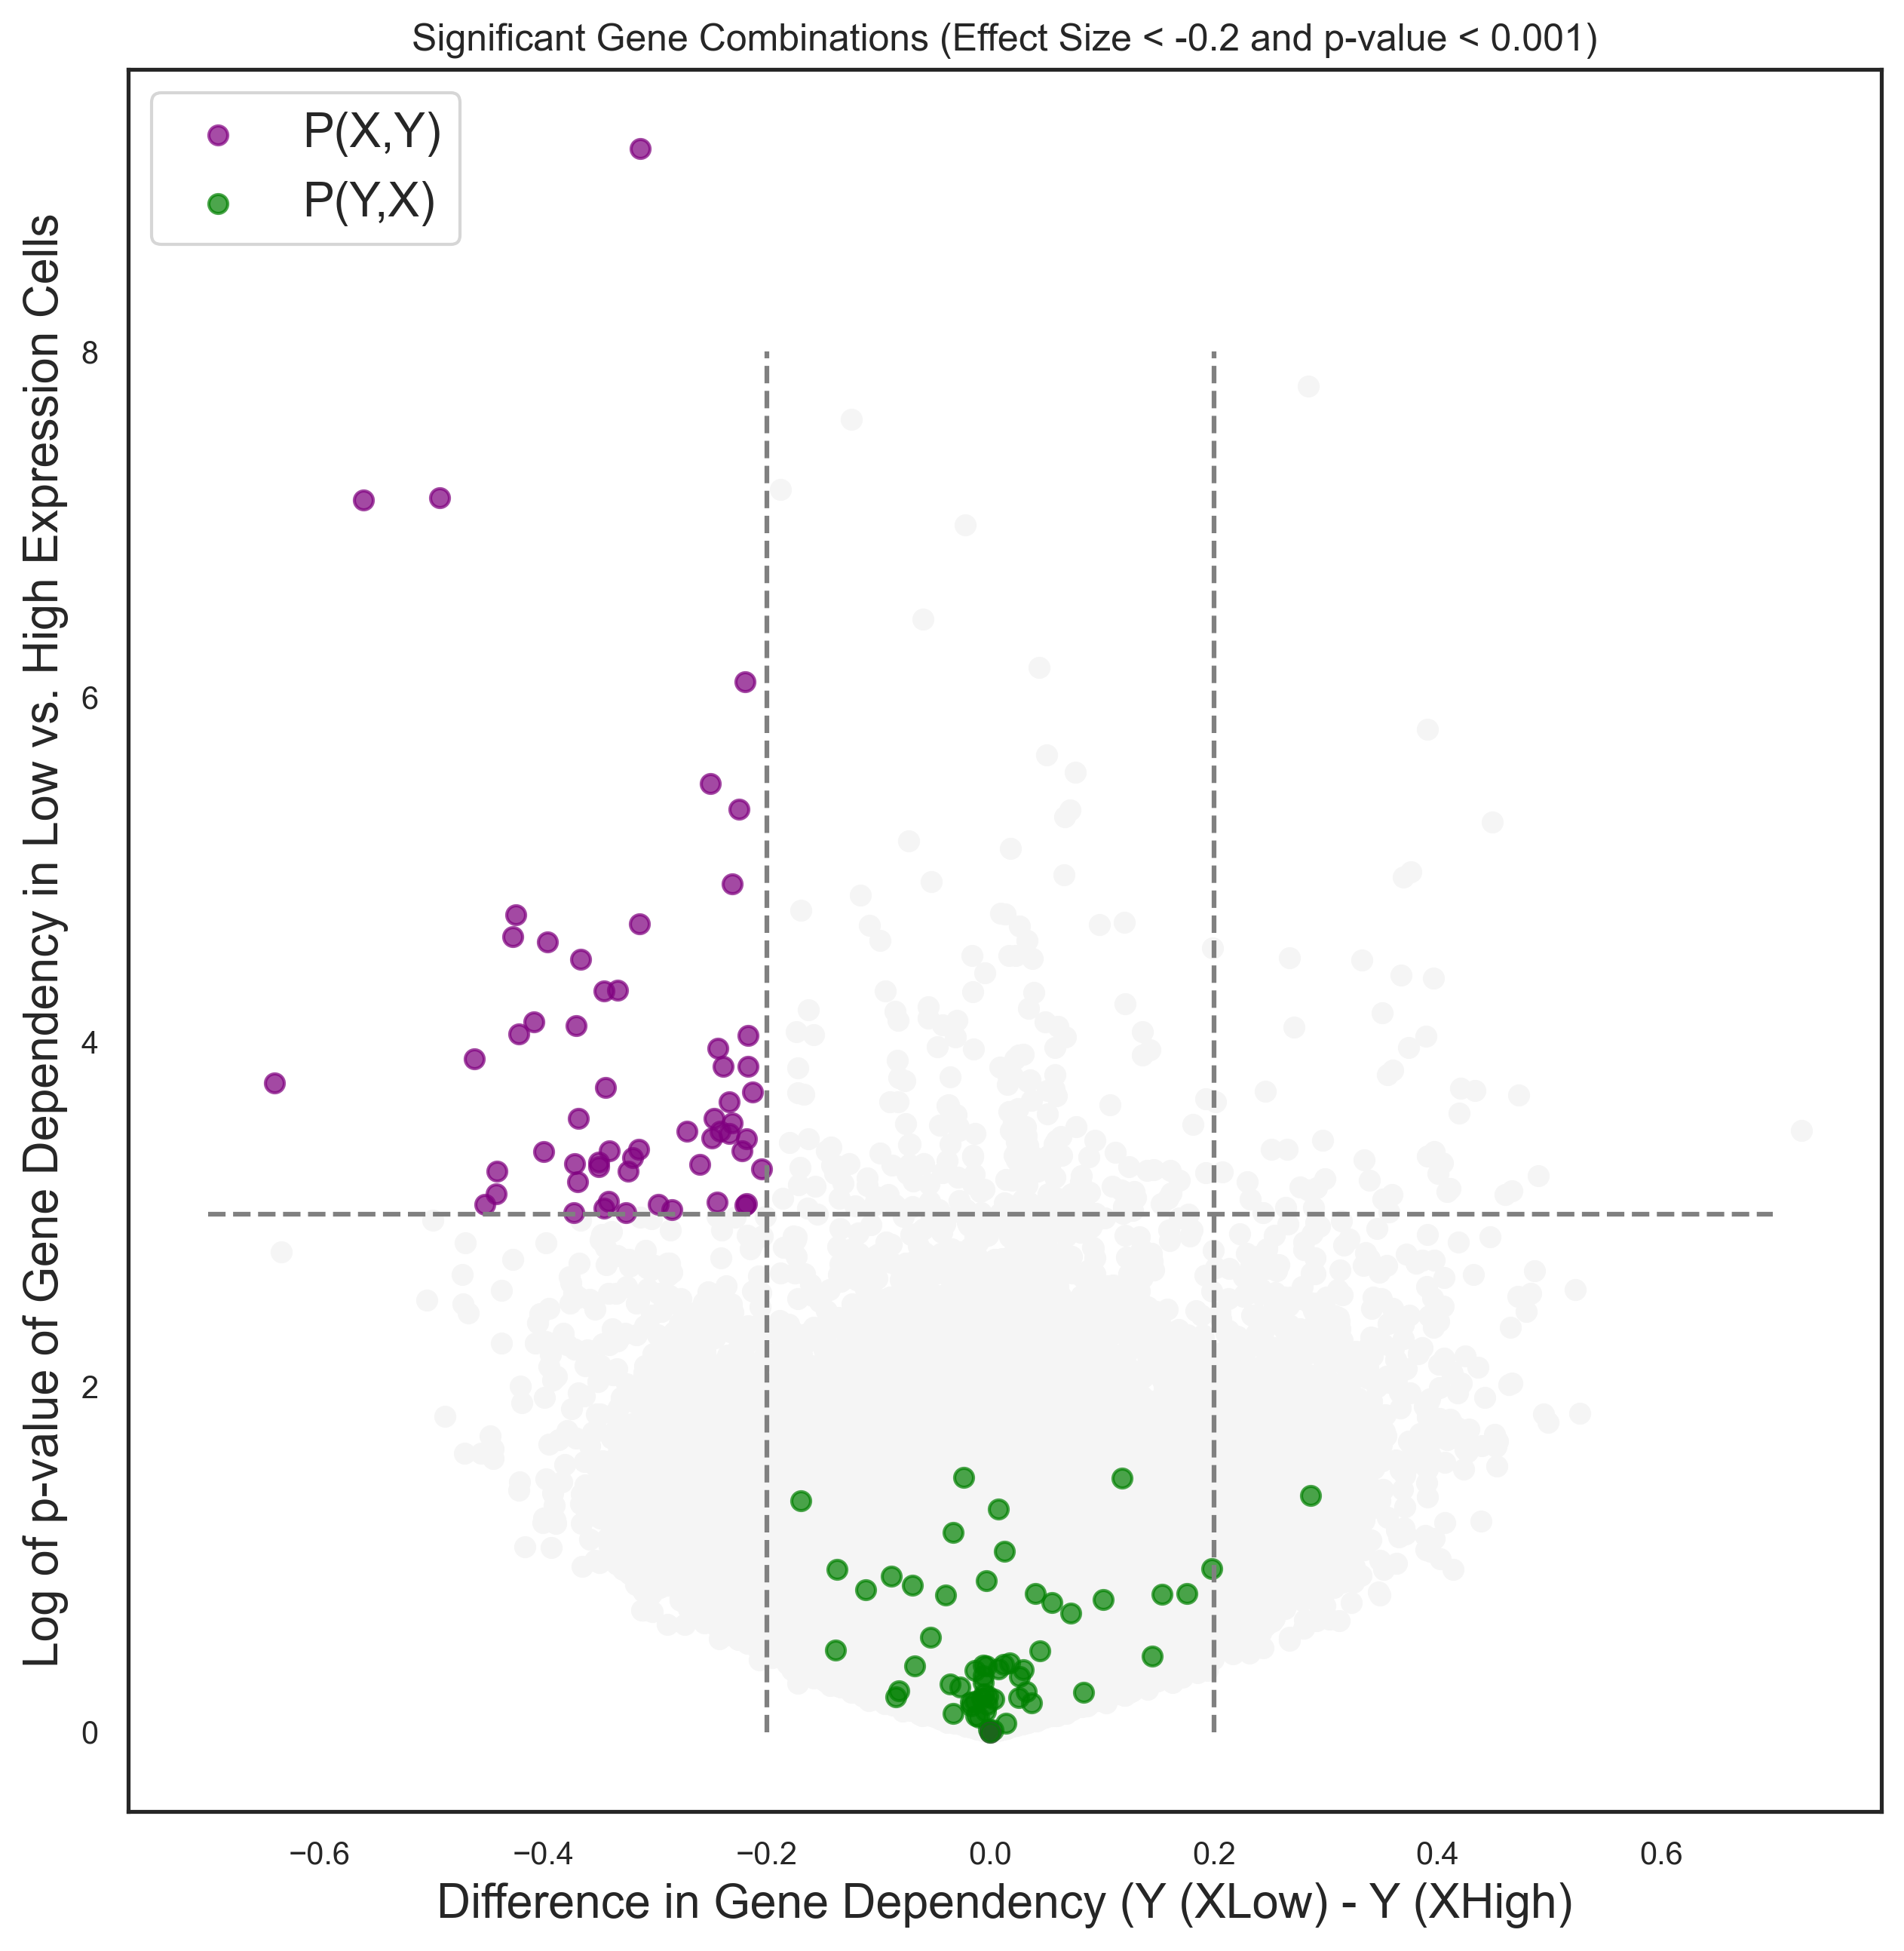 Significant Gene Combinations (Effect Size < -0.2 and p-value < 0.001)
P(X,Y)
P(Y,X)
Log of p-value of Gene Dependency in Low vs. High Expression Cells
8
6
4
2
0
−0.6 −0.4 −0.2 0.0 0.2 0.4 0.6
Difference in Gene Dependency (Y (XLow) - Y (XHigh)